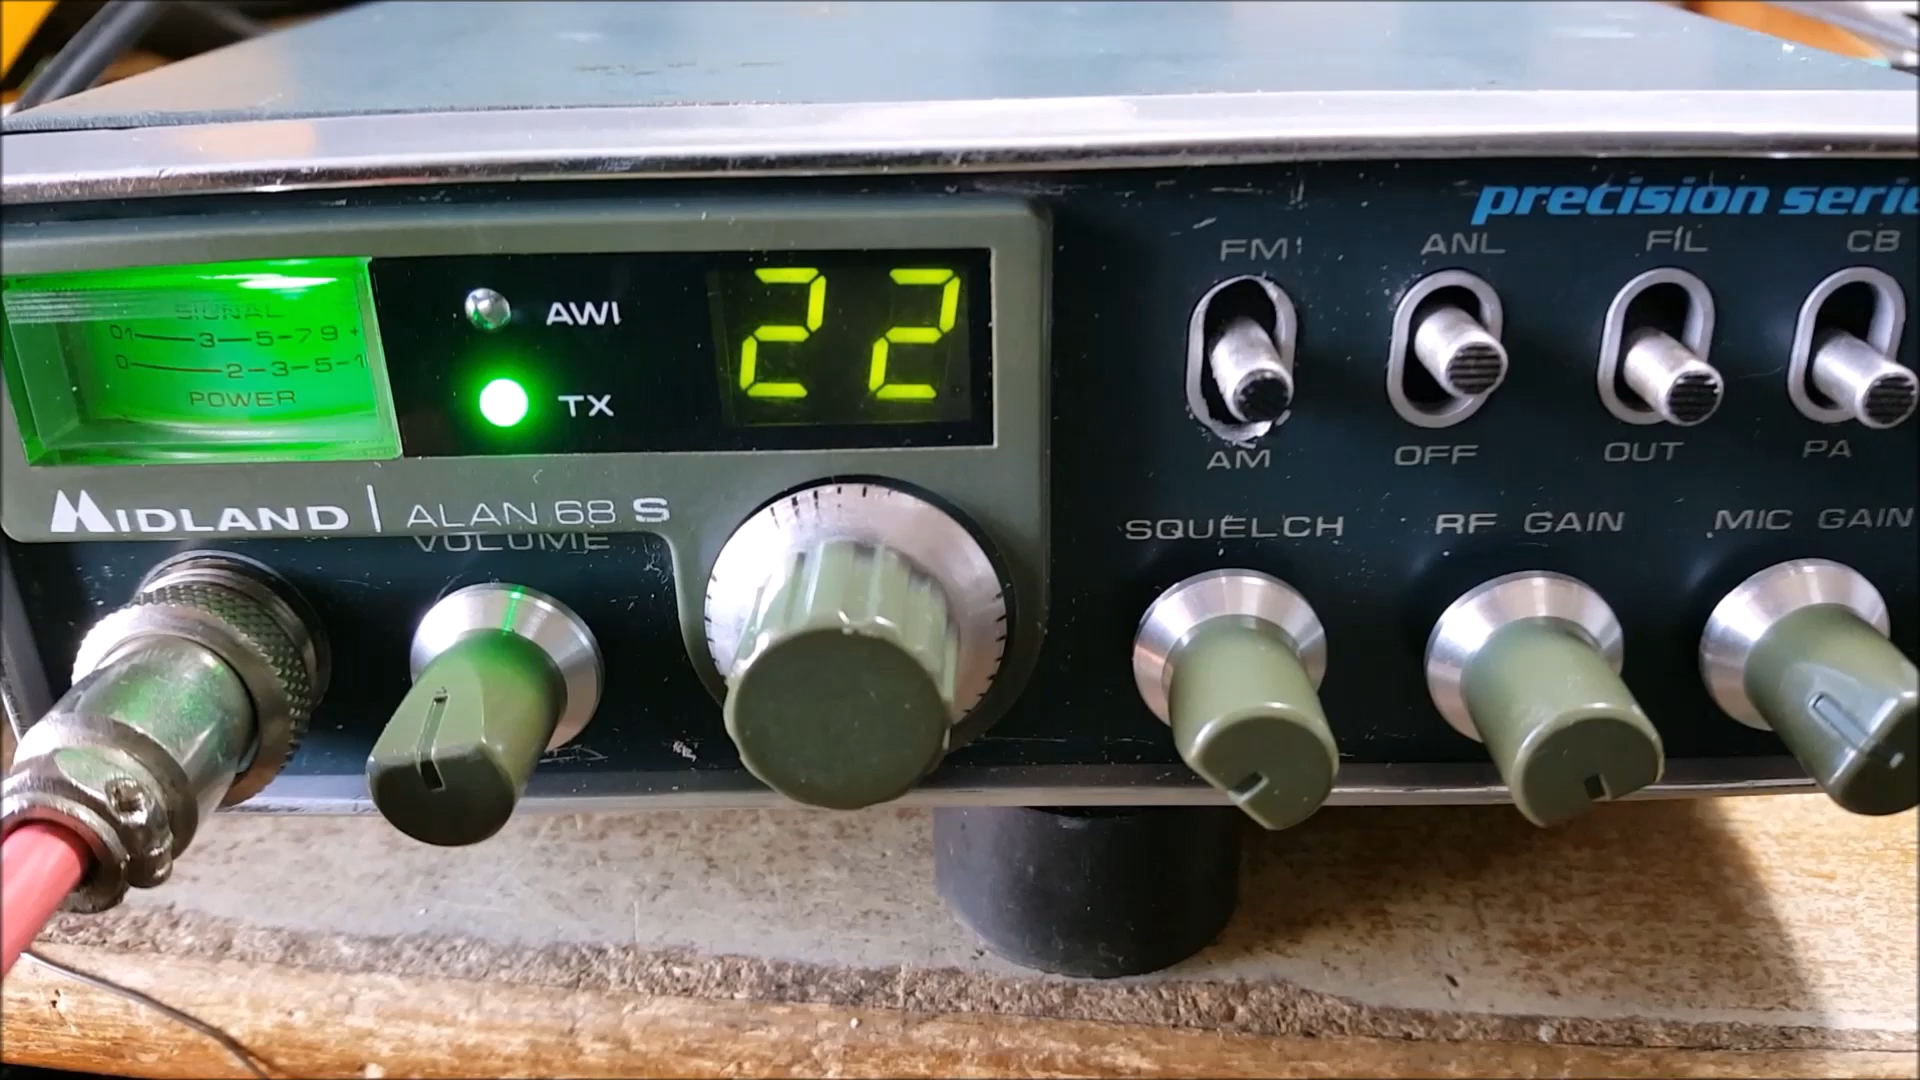 precision serie
FM ANL FIL CB
SIGNAL
01 3 5 7 9 +
0 2 3 5 1
POWER
AWI
TX
22
AM OFF OUT PA
MIDLAND ALAN 68 S
VOLUME
SQUELCH RF GAIN MIC GAIN